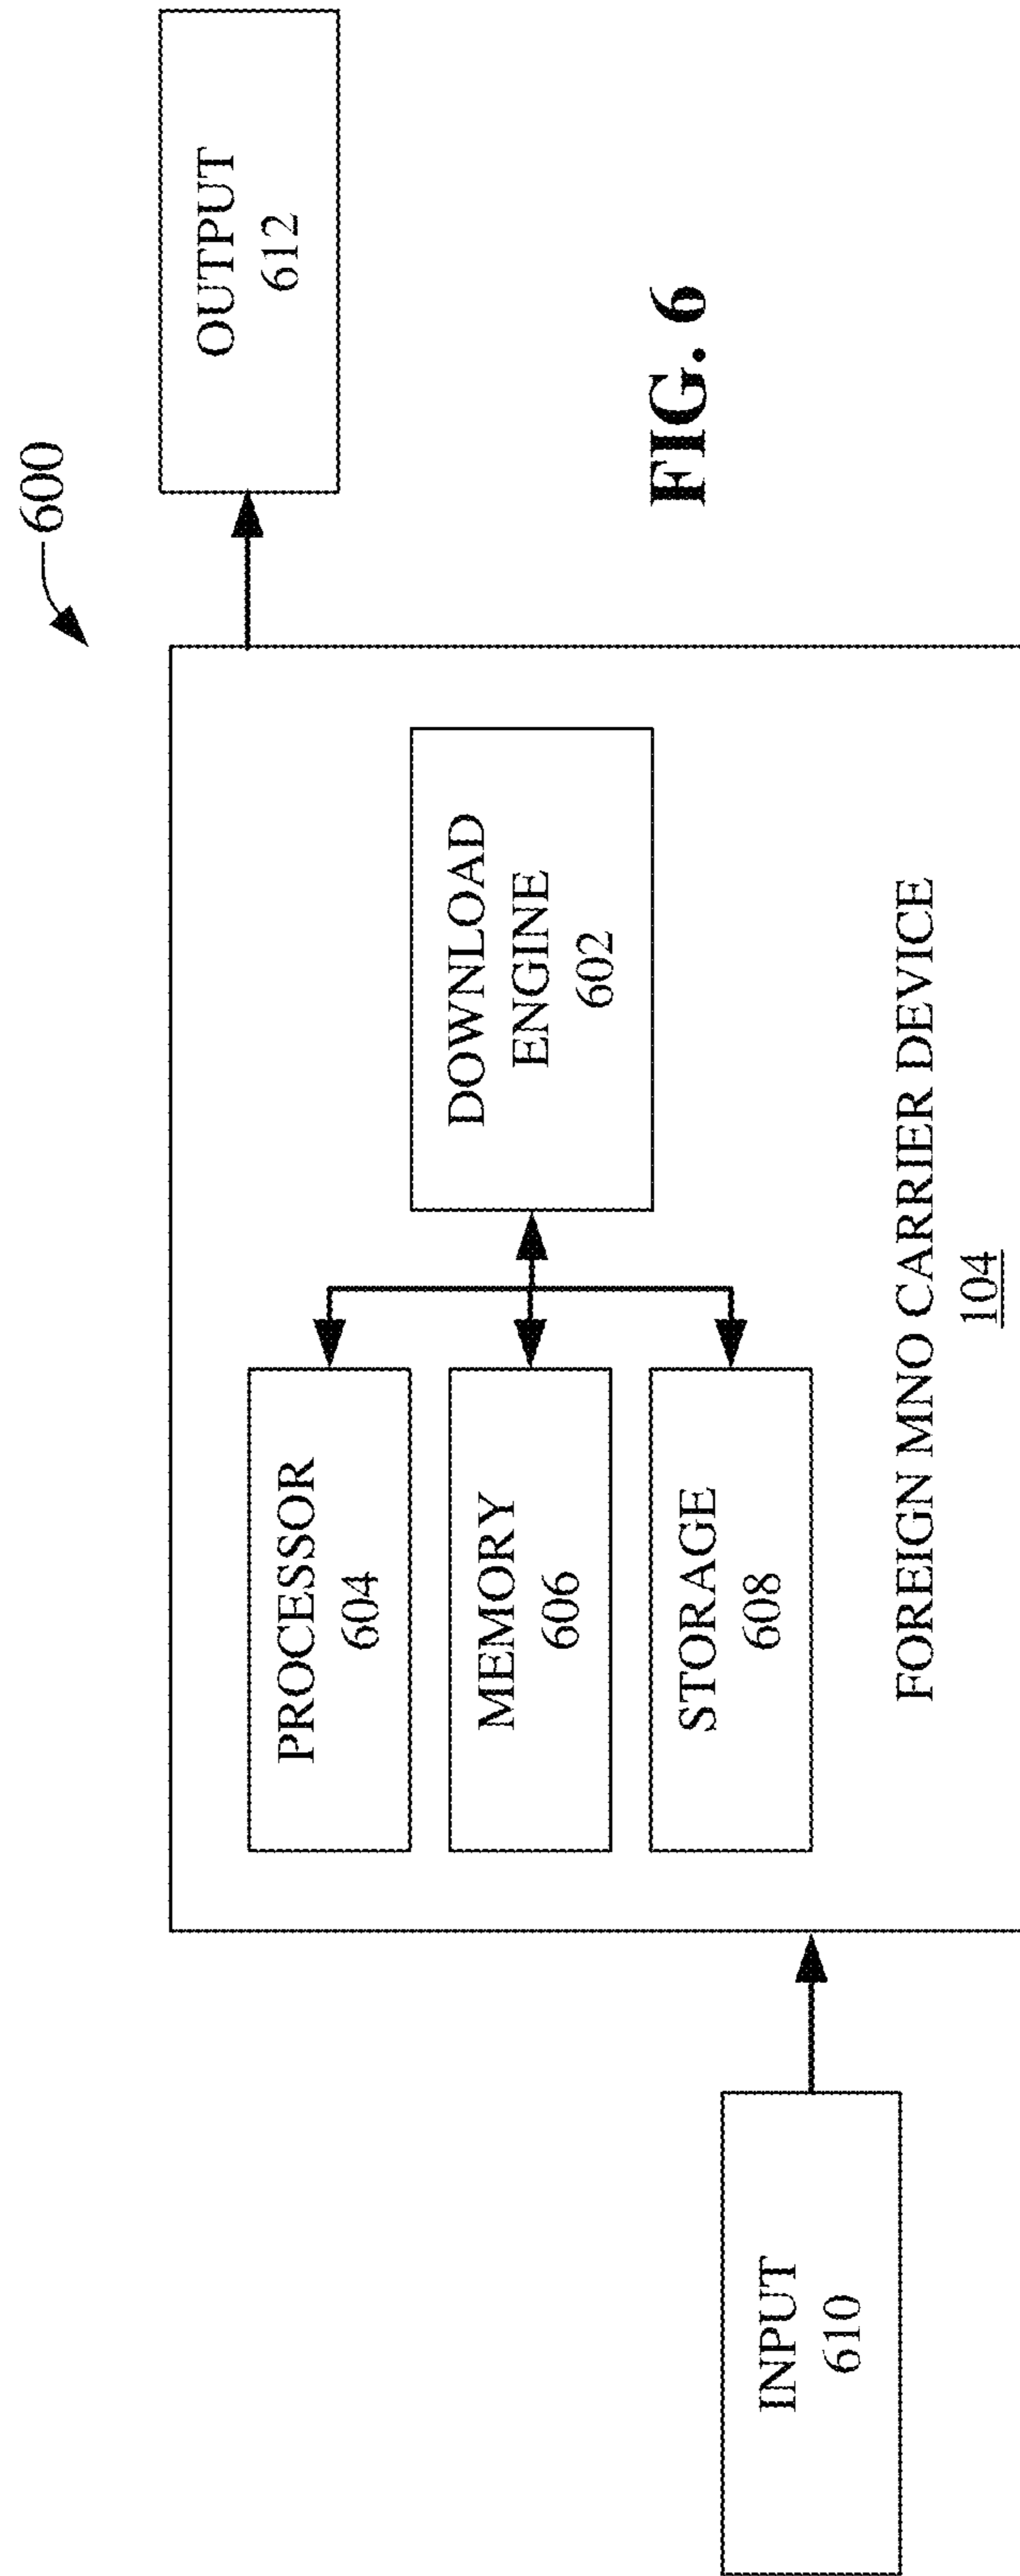 600
PROCESSOR
604
MEMORY
606
STORAGE
608
DOWNLOAD
ENGINE
602
FOREIGN MNO CARRIER DEVICE
104
INPUT
610
OUTPUT
612
FIG. 6